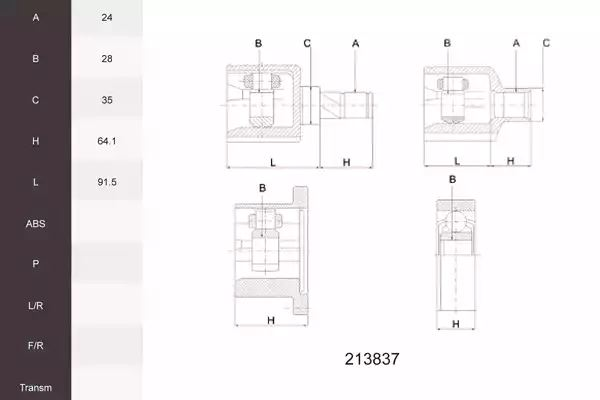 A 24
B 28
C 35
H 64.1
L 91.5
ABS
P
L/R
F/R
Transm
B C A
L H
B A C
L H
B
H
B
H
213837